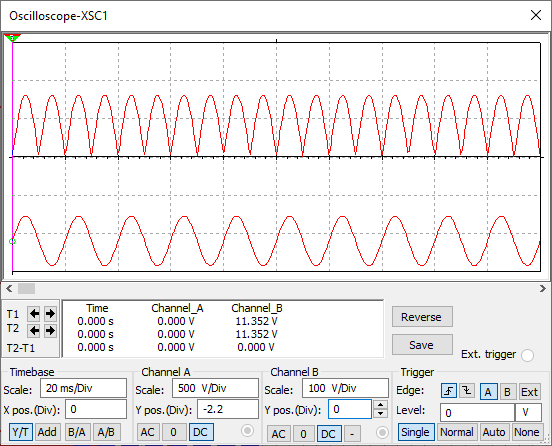 Oscilloscope-XSC1
Time Channel_A Channel_B
T1 0.000 s 0.000 V 11.352 V
T2 0.000 s 0.000 V 11.352 V
T2-T1 0.000 s 0.000 V 0.000 V
Reverse
Save
Ext. trigger
Timebase
Scale: 20 ms/Div
X pos.(Div): 0
Y/T Add B/A A/B
Channel A
Scale: 500 V/Div
Y pos.(Div): -2.2
AC 0 DC
Channel B
Scale: 100 V/Div
Y pos.(Div): 0
AC 0 DC -
Trigger
Edge: A B Ext
Level: 0 V
Single Normal Auto None